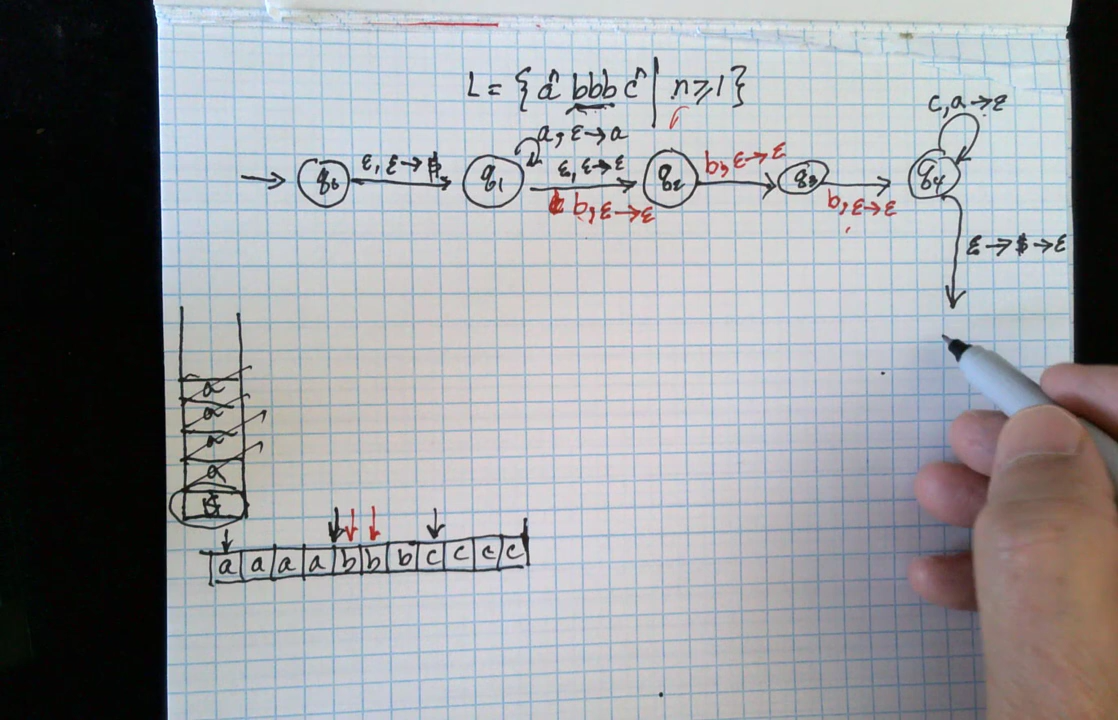 L = { aⁿ bbb cⁿ | n ≥ 1 }
c, a → ε
a, ε → a
ε, ε → $
ε, ε → ε
b, ε → ε
q₀
q₁
q₂
q₃
q₄
b, ε → ε
b, ε → ε
ε → $ → ε
a
a
a
a
$
a a a a b b b c c c c